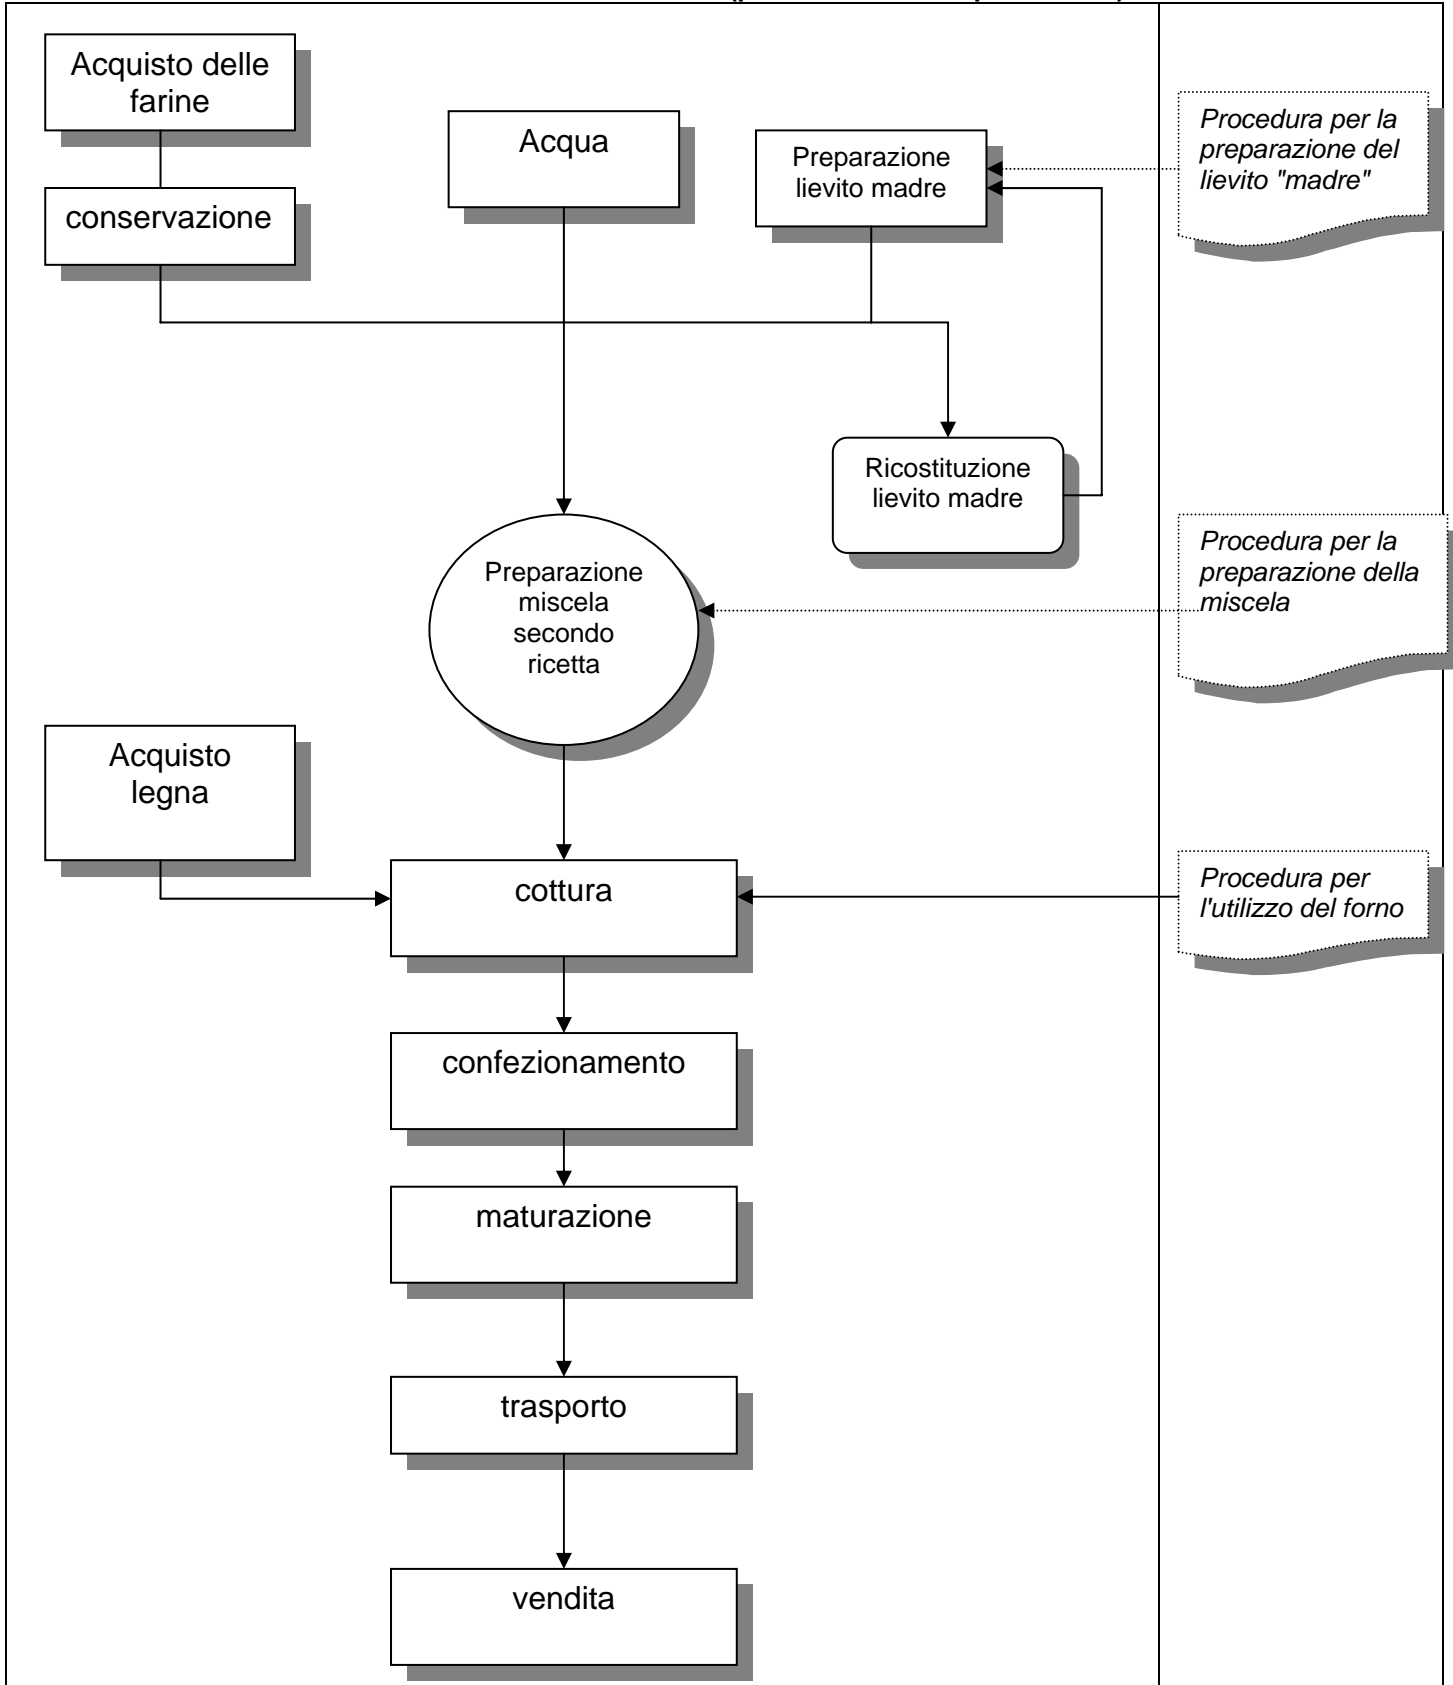 Acquisto delle
farine
Acqua
Preparazione
lievito madre
Procedura per la
preparazione del
lievito "madre"
conservazione
Ricostituzione
lievito madre
Preparazione
miscela
secondo
ricetta
Procedura per la
preparazione della
miscela
Acquisto
legna
cottura
Procedura per
l'utilizzo del forno
confezionamento
maturazione
trasporto
vendita